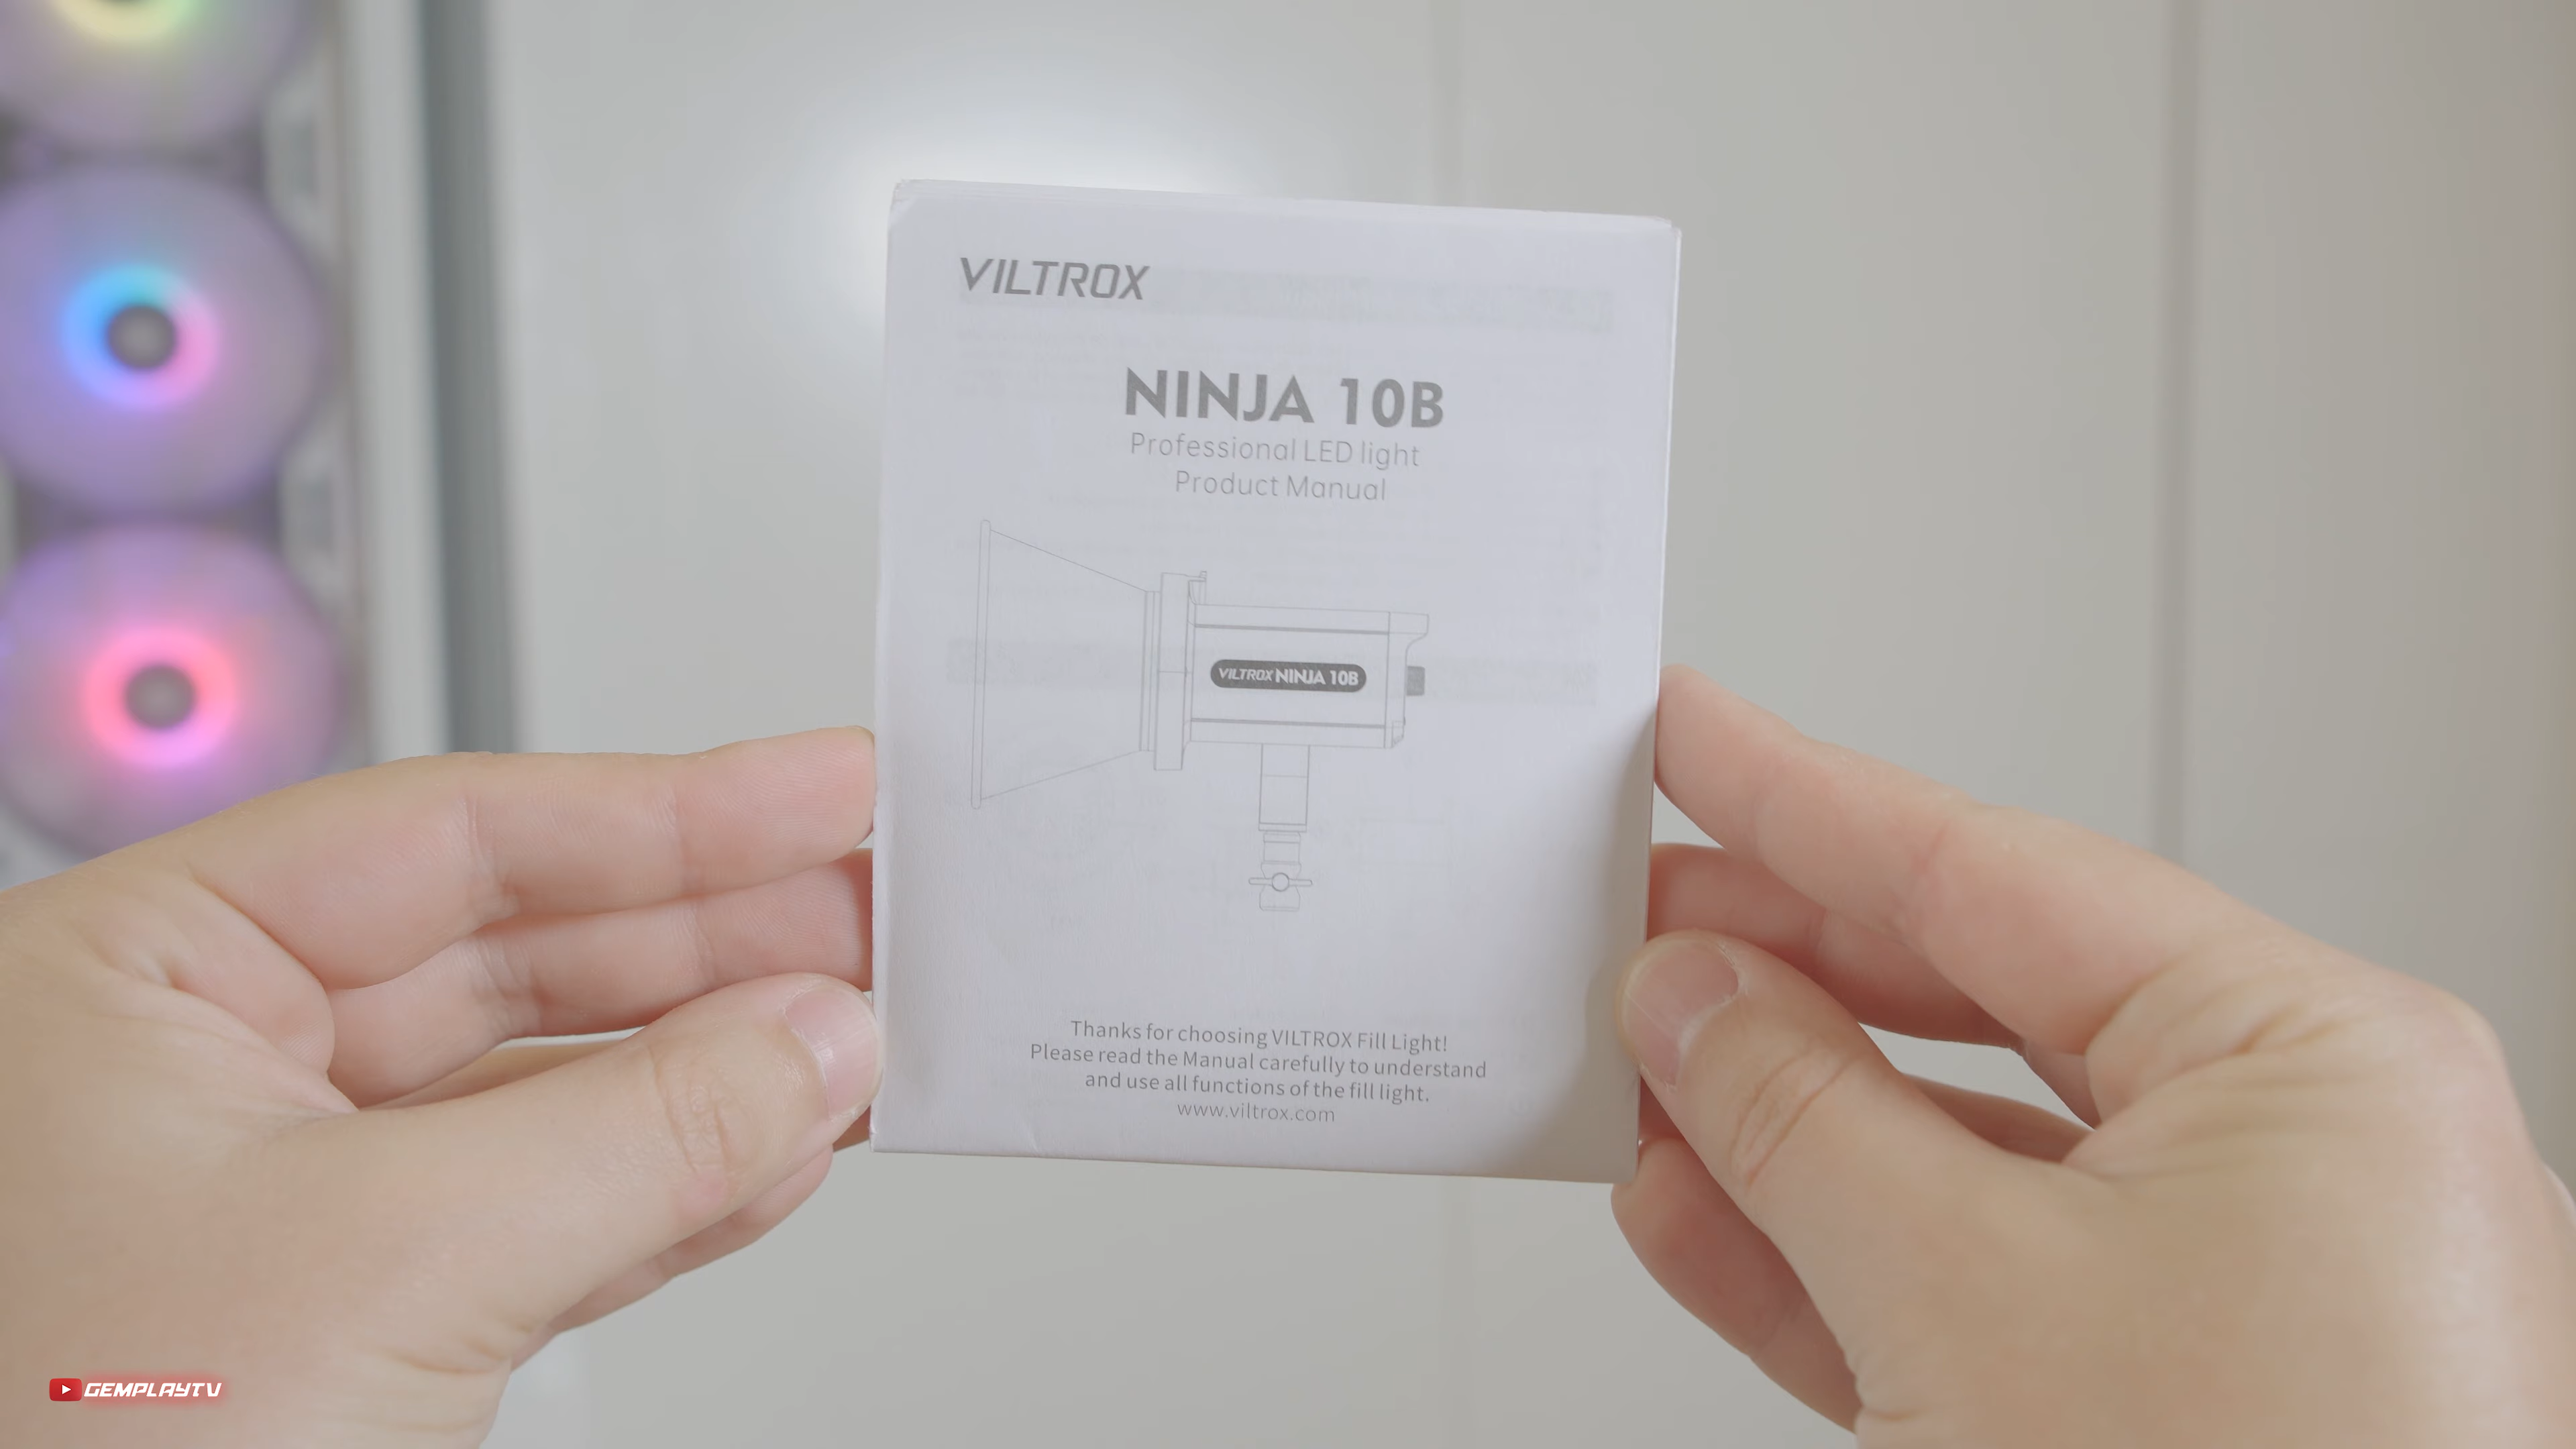 VILTROX
NINJA 10B
Professional LED light
Product Manual
VILTROX NINJA 10B
Thanks for choosing VILTROX Fill Light!
Please read the Manual carefully to understand
and use all functions of the fill light.
www.viltrox.com
GEMPLAYTV